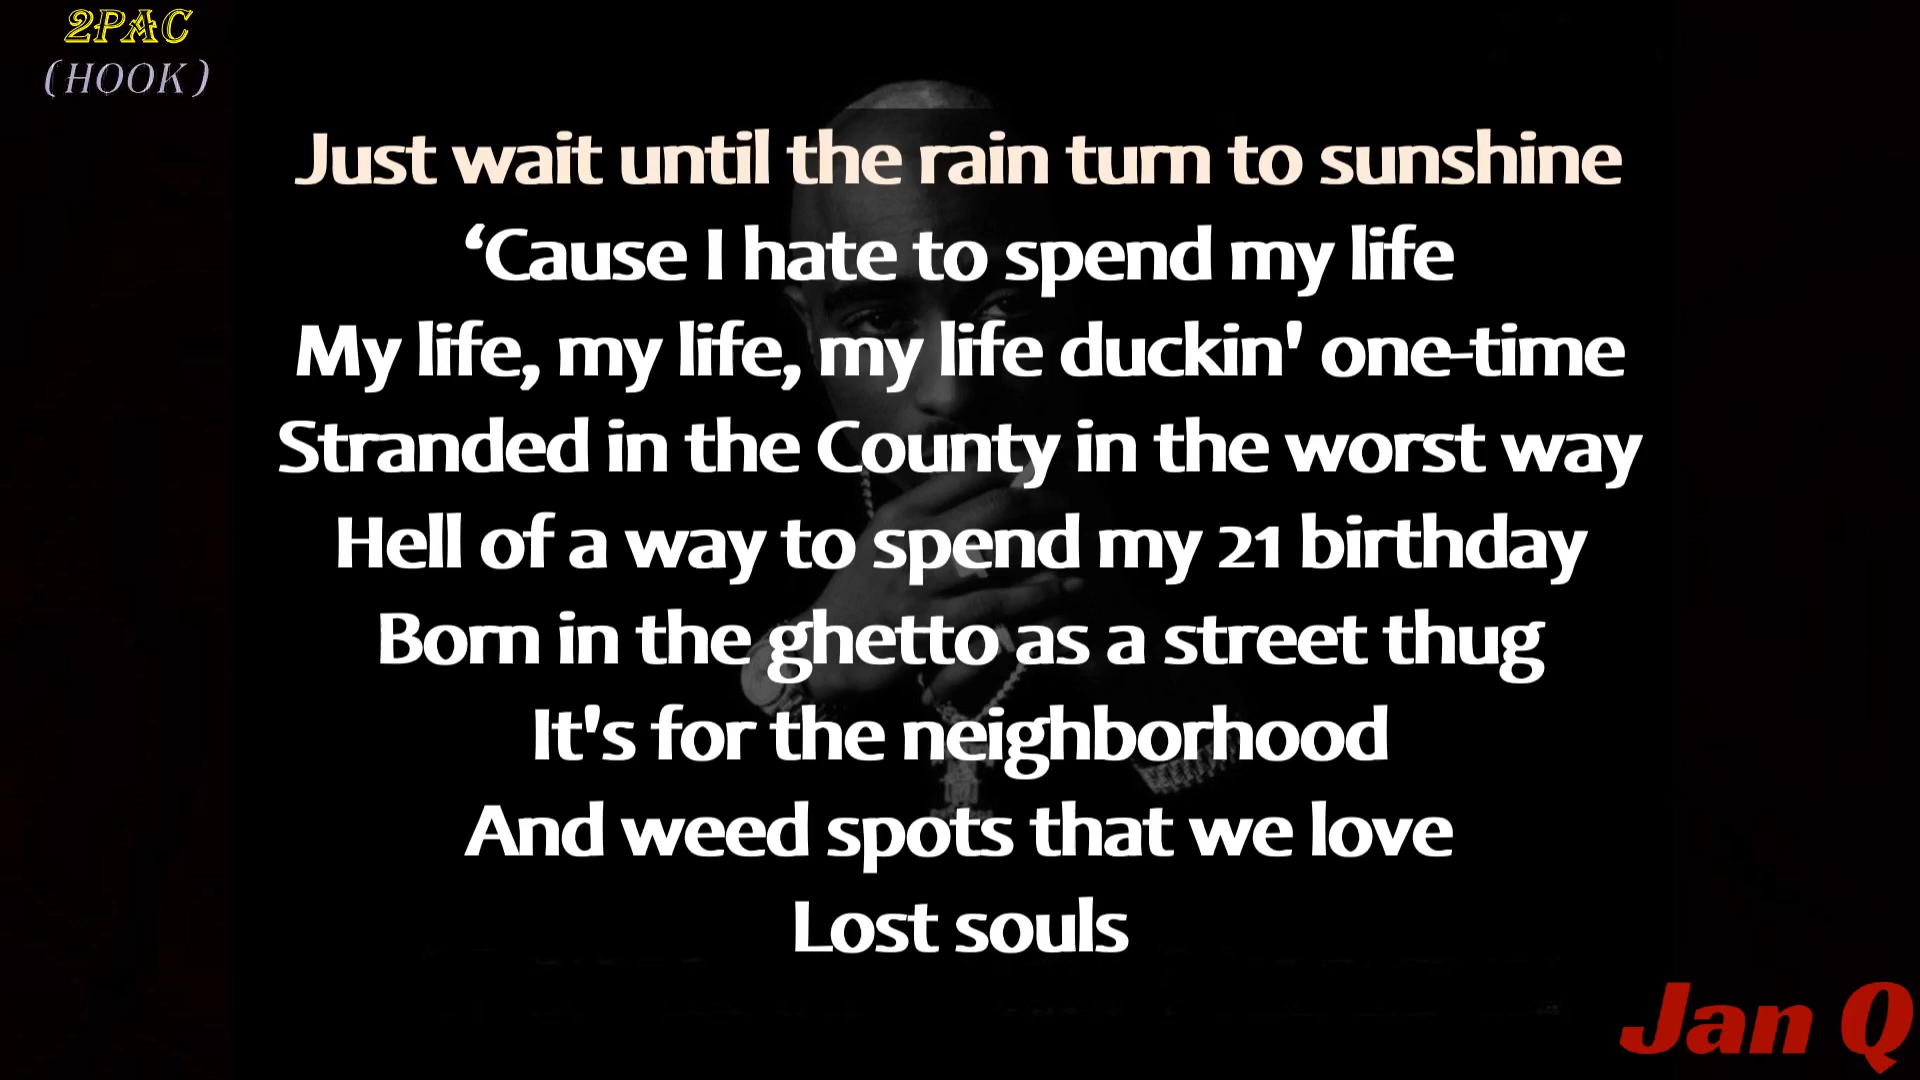 2PAC
(HOOK)
Just wait until the rain turn to sunshine
‘Cause I hate to spend my life
My life, my life, my life duckin' one-time
Stranded in the County in the worst way
Hell of a way to spend my 21 birthday
Born in the ghetto as a street thug
It's for the neighborhood
And weed spots that we love
Lost souls
Jan Q